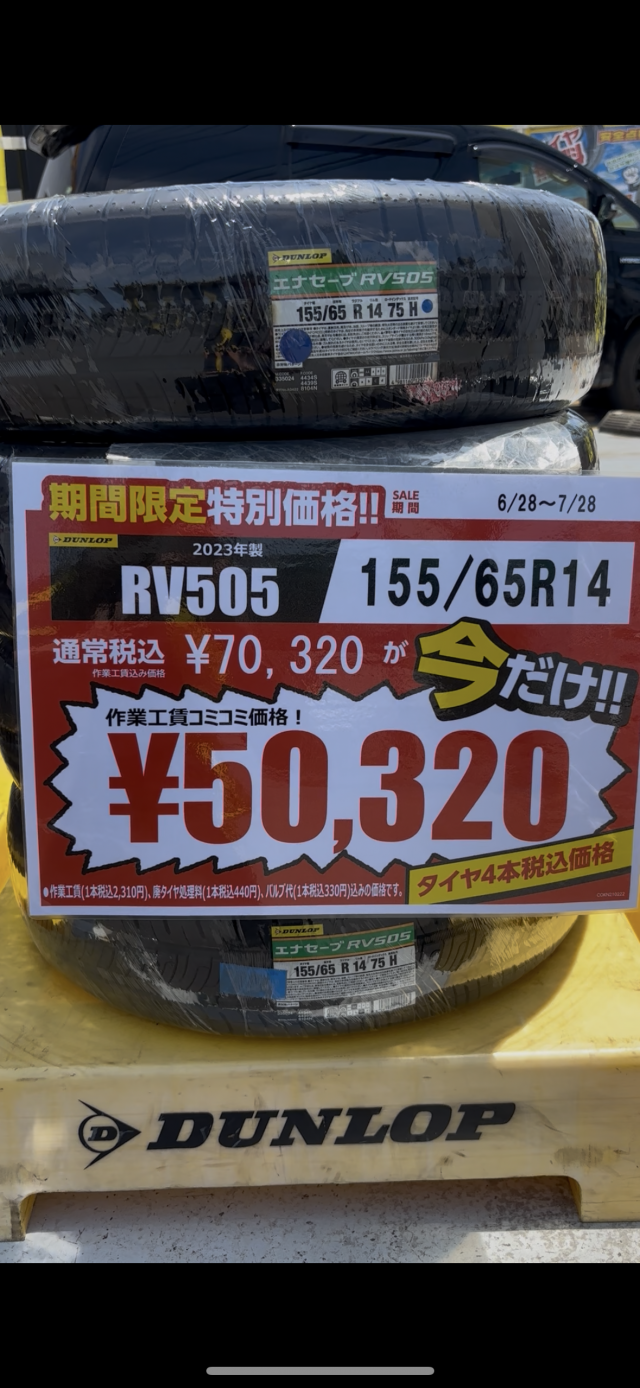 DUNLOP
エナセーブ RV505
155/65 R 14 75 H
期間限定特別価格!!
SALE
期間
6/28〜7/28
DUNLOP
2023年製
RV505
155/65R14
通常税込 ¥70,320 が
作業工賃込み価格
今だけ!!
作業工賃コミコミ価格！
¥50,320
タイヤ4本税込価格
●作業工賃(1本税込2,310円)、廃タイヤ処理料(1本税込440円)、バルブ代(1本税込330円)込みの価格です。
DUNLOP
エナセーブ RV505
155/65 R 14 75 H
D DUNLOP